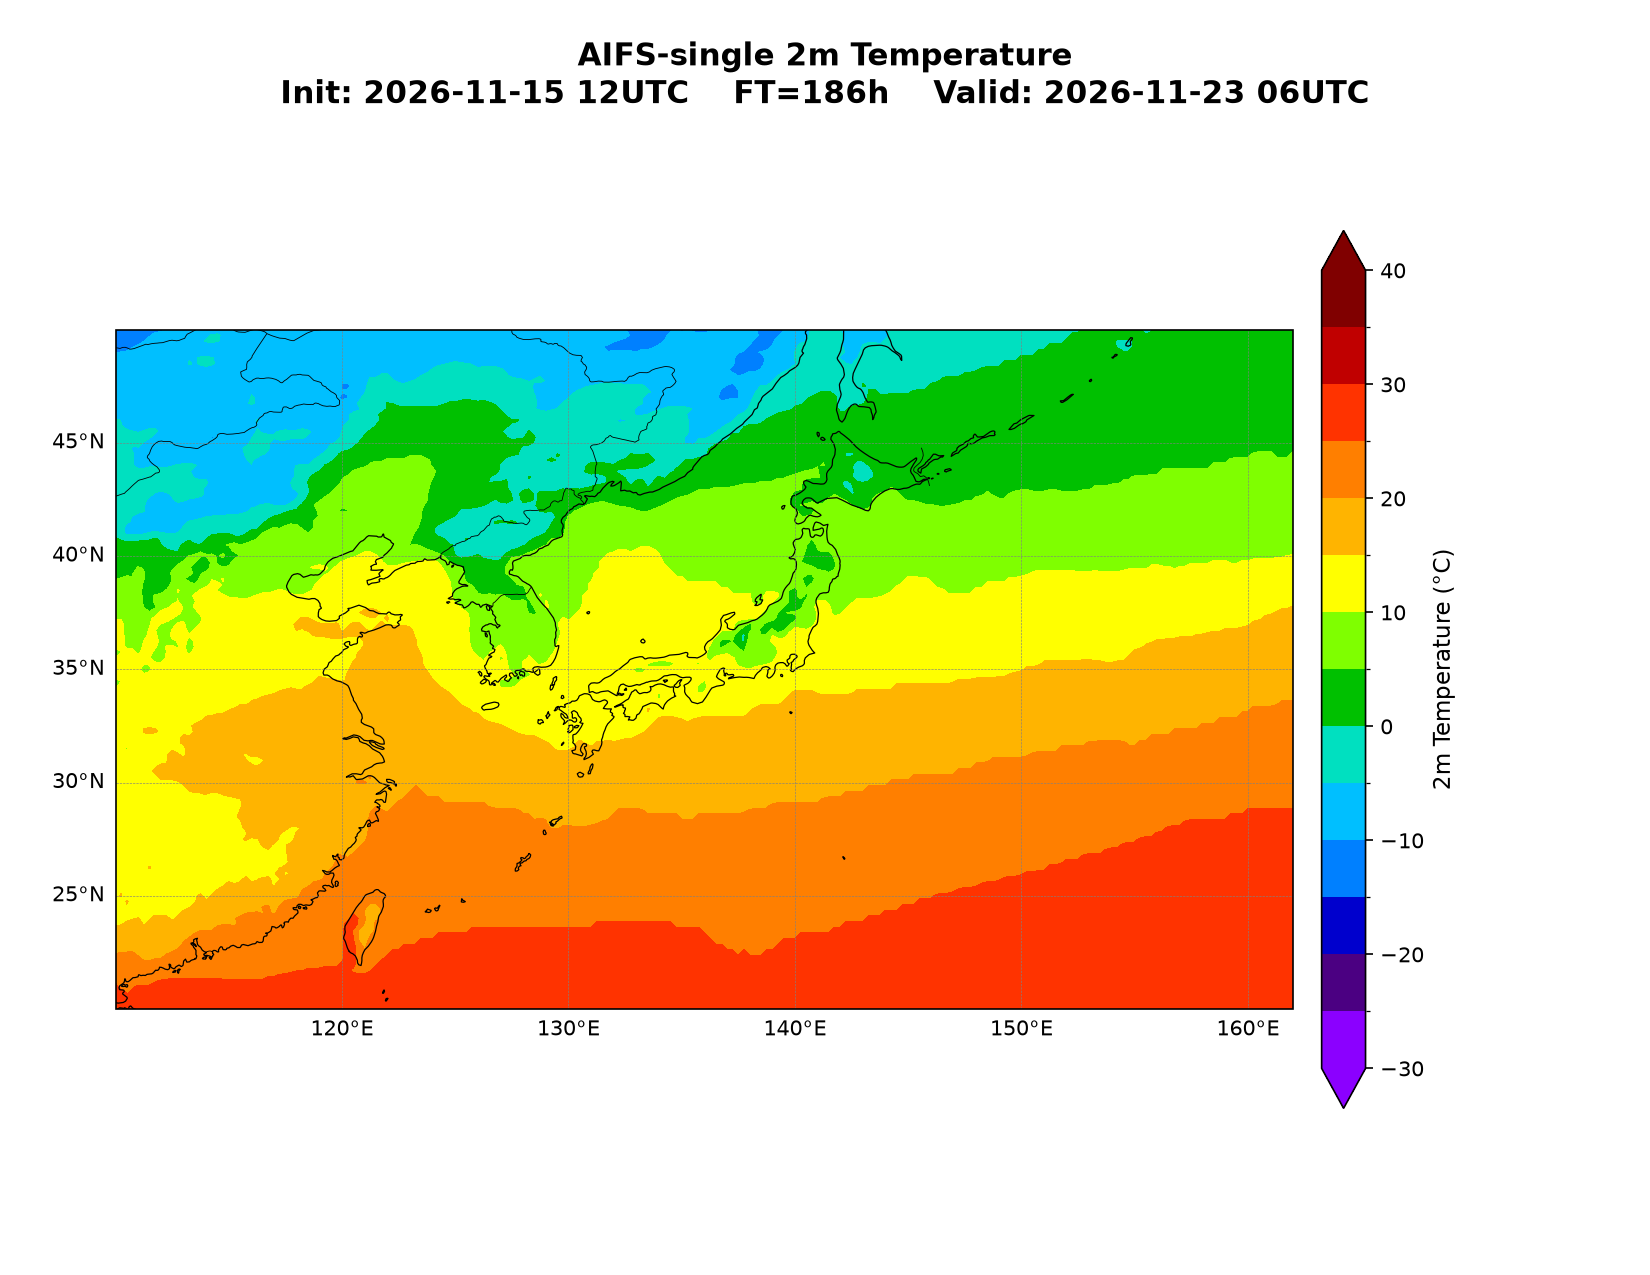 AIFS-single 2m Temperature
Init: 2026-11-15 12UTC    FT=186h    Valid: 2026-11-23 06UTC
45°N
40°N
35°N
30°N
25°N
120°E
130°E
140°E
150°E
160°E
40
30
20
10
0
−10
−20
−30
2m Temperature (°C)